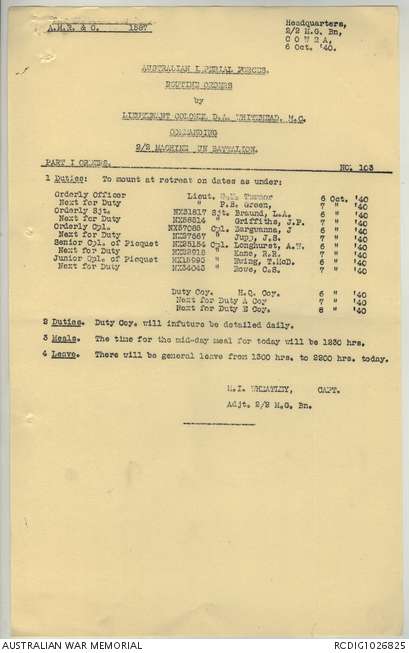 A.M.R. & O. 1587
Headquarters,
2/2 M.G. Bn,
COWRA,
6 Oct. '40.
AUSTRALIAN IMPERIAL FORCES.
ROUTINE ORDERS
by
LIEUTENANT COLONEL D.A. WHITEHEAD, M.C.
COMMANDING
2/2 MACHINE UN BATTALION.
PART I ORDERS. NO. 103
1 Duties: To mount at retreat on dates as under:
Orderly Officer Lieut. Turner 6 Oct. '40
Next for Duty " P.B. Green, 7 " '40
Orderly Sjt. NX31817 Sjt. Braund, L.A. 6 " '40
Next for Duty " Griffiths, J.P. 7 " '40
Orderly Cpl. NX57085 Cpl. Barguanna, J 6 " '40
Next for Duty " Jupp, J.S. 7 " '40
Senior Cpl. of Picquet NX25154 Cpl. Longhurst, A.W. 6 " '40
Next for Duty " Kane, R.R. 7 " '40
Junior Cpl. of Picquet " Ewing, T.McD. 6 " '40
Next for Duty NX34043 " Rowe, C.S. 7 " '40
Duty Coy. H.Q. Coy. 6 " '40
Next for Duty A Coy 7 " '40
Next for Duty B Coy 8 " '40
2 Duties: Duty Coy. will infuture be detailed daily.
3 Meals. The time for the mid-day meal for today will be 1230 hrs.
4 Leave. There will be general leave from 1300 hrs. to 2200 hrs. today.
M.I. WHEATLEY, CAPT.
Adjt. 2/2 M.G. Bn.
AUSTRALIAN WAR MEMORIAL
RCDIG1026825